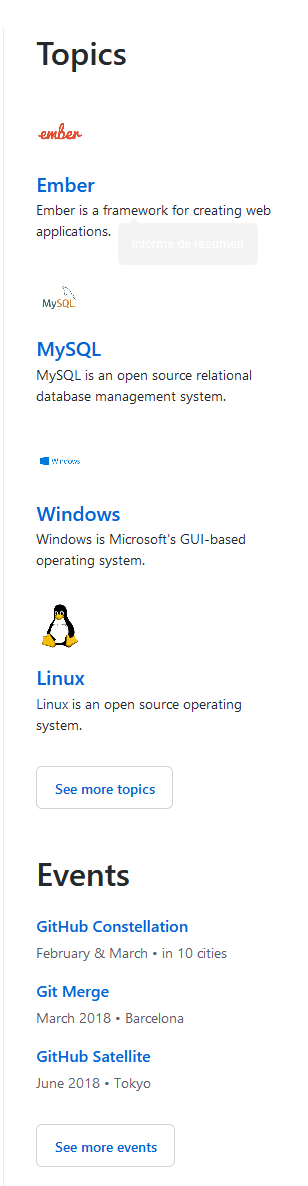 Topics
ember
Ember
Ember is a framework for creating web
applications.
Informe de resumen
MySQL
MySQL
MySQL is an open source relational
database management system.
Windows
Windows
Windows is Microsoft's GUI-based
operating system.
Linux
Linux is an open source operating
system.
See more topics
Events
GitHub Constellation
February & March • in 10 cities
Git Merge
March 2018 • Barcelona
GitHub Satellite
June 2018 • Tokyo
See more events